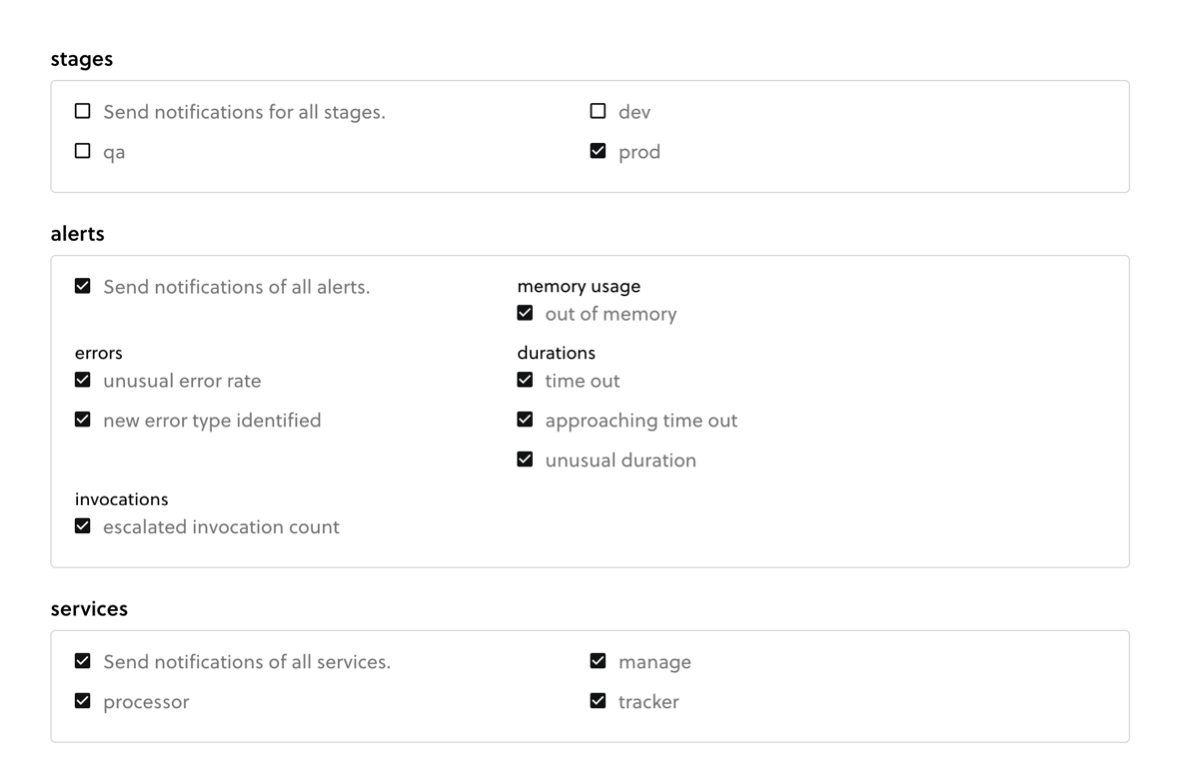 stages
Send notifications for all stages.
dev
qa
prod
alerts
Send notifications of all alerts.
memory usage
out of memory
errors
unusual error rate
new error type identified
durations
time out
approaching time out
unusual duration
invocations
escalated invocation count
services
Send notifications of all services.
manage
processor
tracker